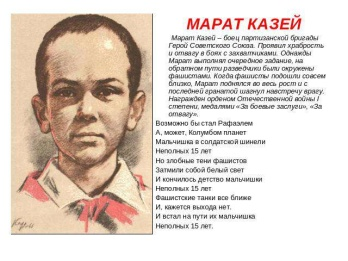 МАРАТ КАЗЕЙ
Марат Казей – боец партизанской бригады
Герой Советского Союза. Проявил храбрость
и отвагу в боях с захватчиками. Однажды
Марат выполнял очередное задание, на
обратном пути разведчики были окружены
фашистами. Когда фашисты подошли совсем
близко, Марат поднялся во весь рост и с
последней гранатой шагнул навстречу врагу.
Награжден орденом Отечественной войны I
степени, медалями «За боевые заслуги», «За
отвагу».
Возможно бы стал Рафаэлем
А, может, Колумбом планет
Мальчишка в солдатской шинели
Неполных 15 лет
Но злобные тени фашистов
Затмили собой белый свет
И кончилось детство мальчишки
Неполных 15 лет
Фашистские танки все ближе
И, кажется выхода нет.
И встал на пути их мальчишка
Неполных 15 лет.